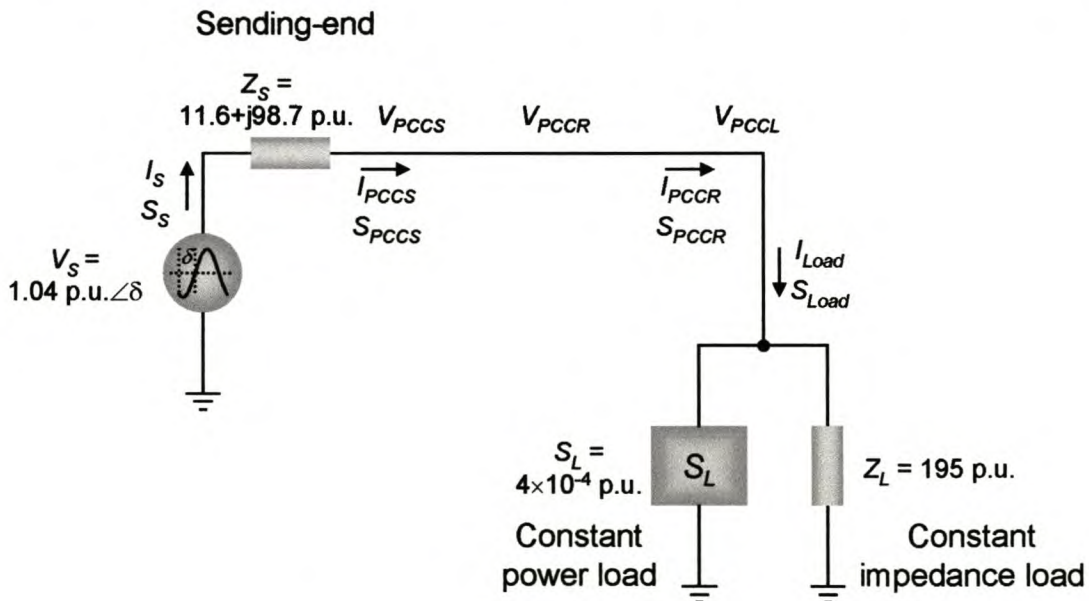 Sending-end
Z_S =
11.6+j98.7 p.u.
V_PCCS
V_PCCR
V_PCCL
I_S
S_S
I_PCCS
S_PCCS
I_PCCR
S_PCCR
V_S =
1.04 p.u.∠δ
δ
I_Load
S_Load
S_L =
4×10⁻⁴ p.u.
S_L
Z_L = 195 p.u.
Constant
power load
Constant
impedance load